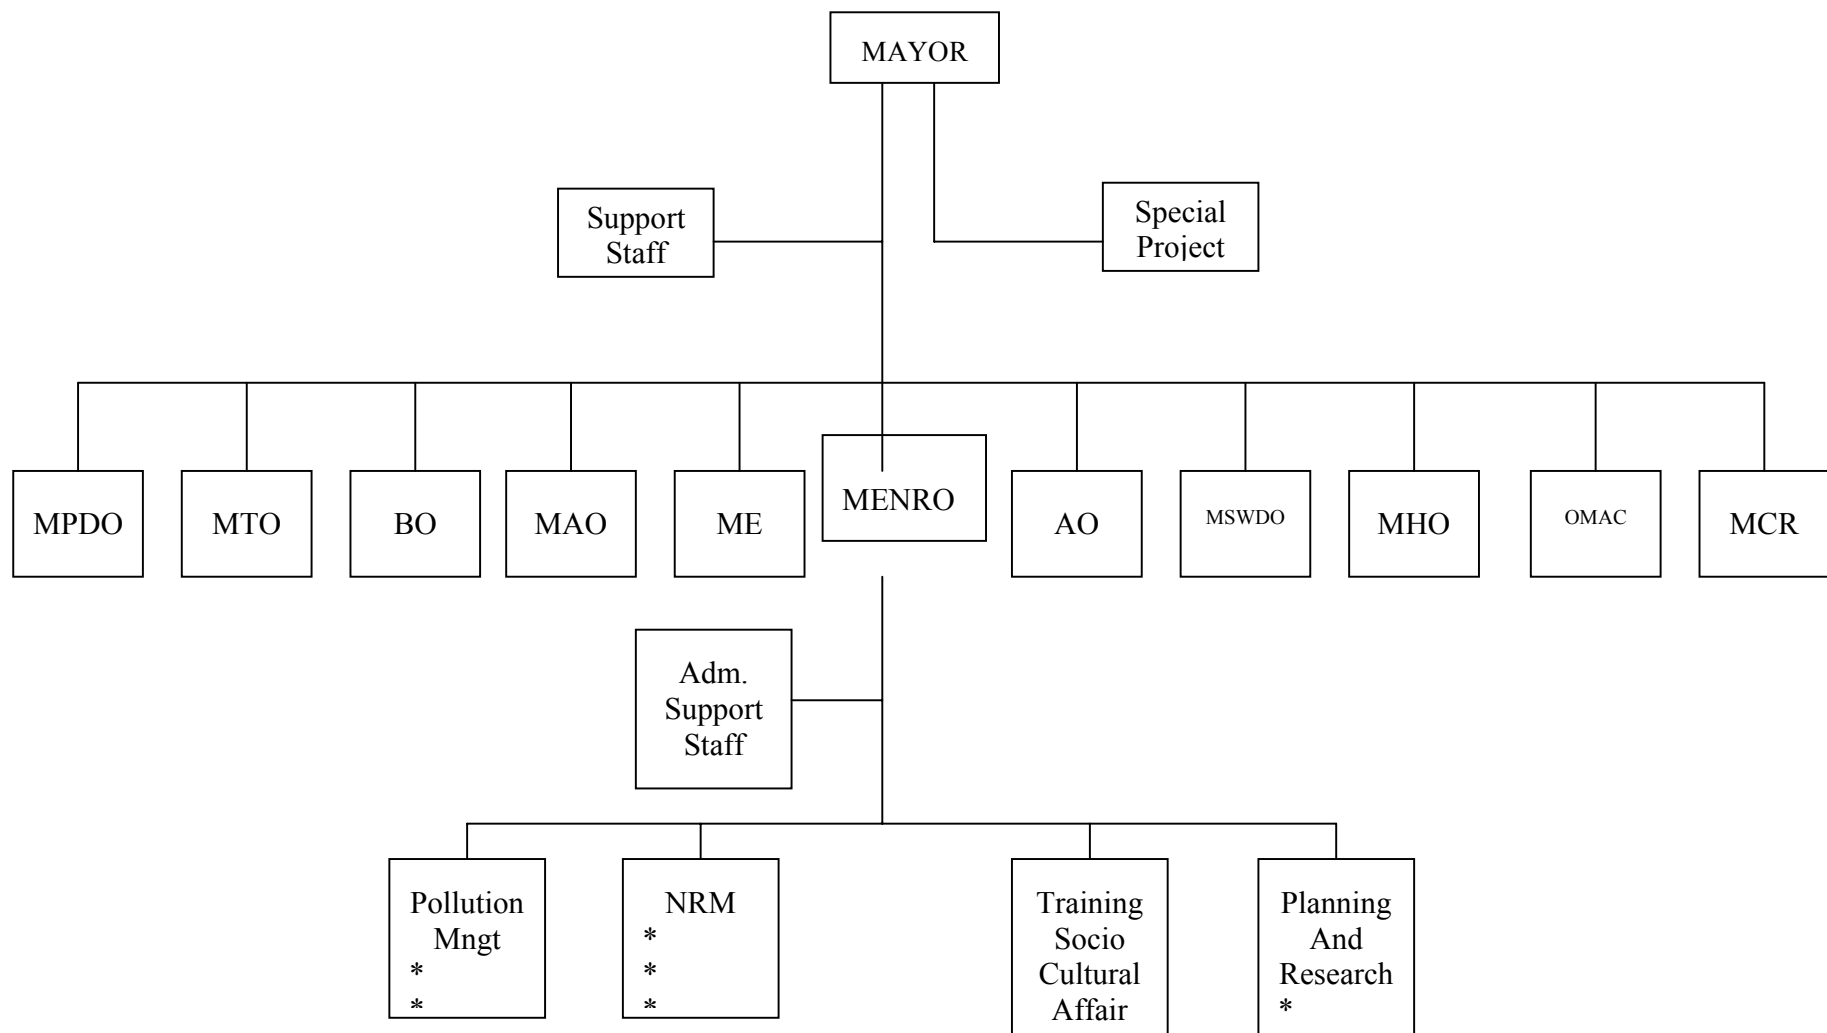 MAYOR
Support
Staff
Special
Project
MPDO
MTO
BO
MAO
ME
MENRO
AO
MSWDO
MHO
OMAC
MCR
Adm.
Support
Staff
Pollution
Mngt
*
*
NRM
*
*
*
Training
Socio
Cultural
Affair
Planning
And
Research
*